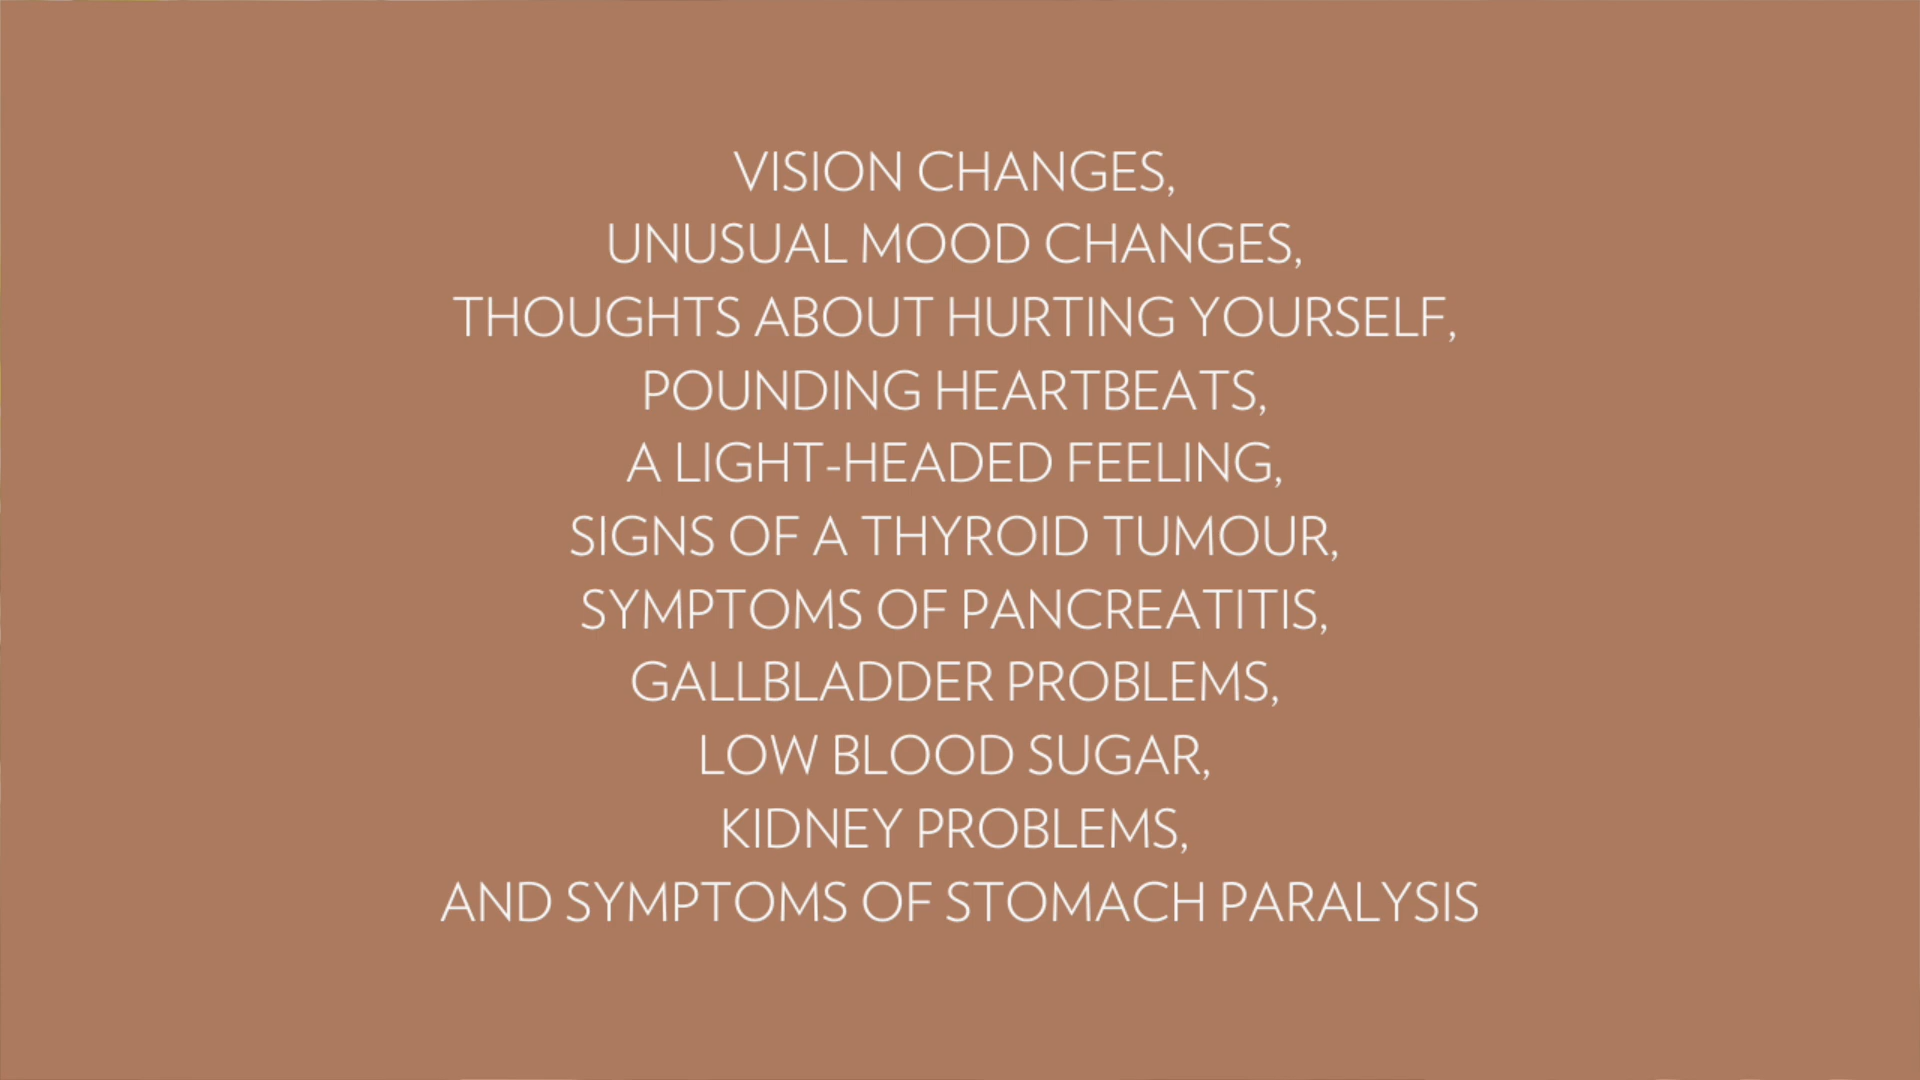 VISION CHANGES,
UNUSUAL MOOD CHANGES,
THOUGHTS ABOUT HURTING YOURSELF,
POUNDING HEARTBEATS,
A LIGHT-HEADED FEELING,
SIGNS OF A THYROID TUMOUR,
SYMPTOMS OF PANCREATITIS,
GALLBLADDER PROBLEMS,
LOW BLOOD SUGAR,
KIDNEY PROBLEMS,
AND SYMPTOMS OF STOMACH PARALYSIS